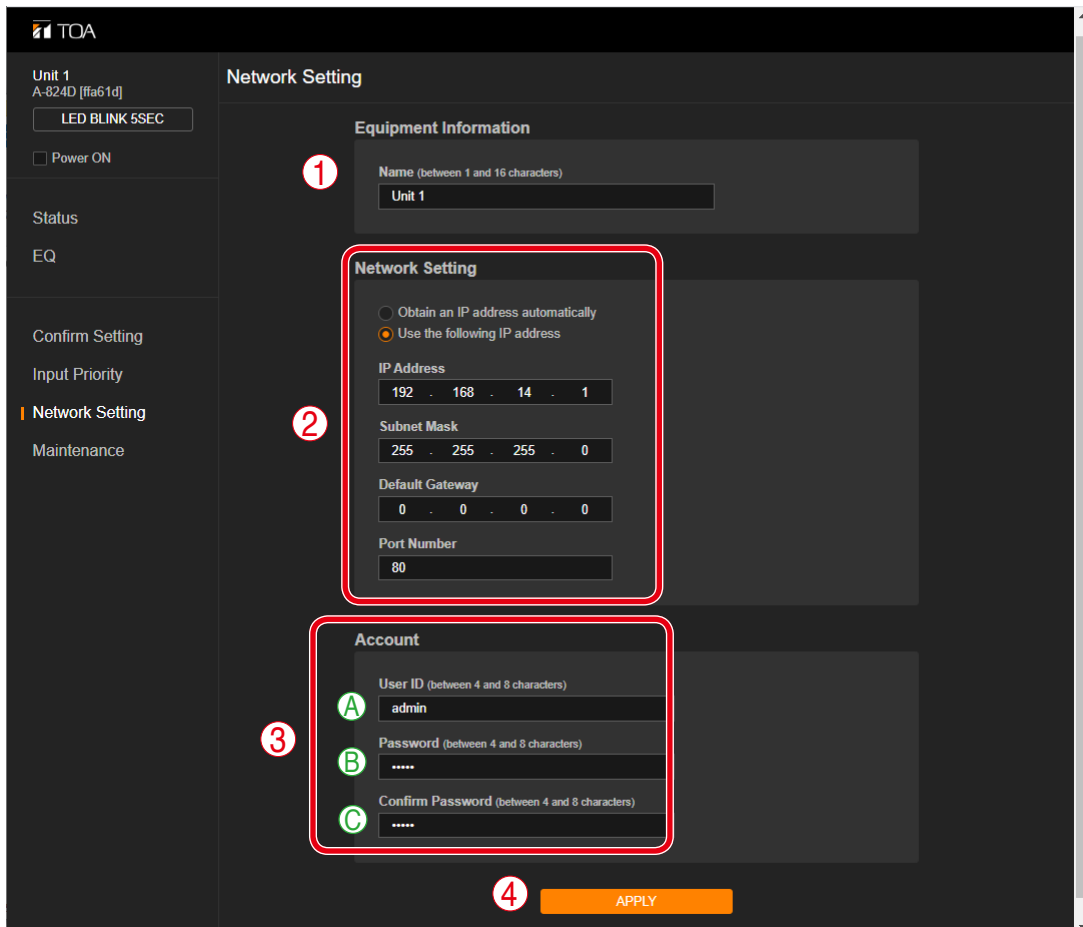 TOA
Unit 1
A-824D [ffa61d]
LED BLINK 5SEC
Power ON
Status
EQ
Confirm Setting
Input Priority
Network Setting
Maintenance
Network Setting
Equipment Information
1
Name (between 1 and 16 characters)
Unit 1
Network Setting
Obtain an IP address automatically
Use the following IP address
IP Address
192 . 168 . 14 . 1
2
Subnet Mask
255 . 255 . 255 . 0
Default Gateway
0 . 0 . 0 . 0
Port Number
80
Account
User ID (between 4 and 8 characters)
A admin
3
Password (between 4 and 8 characters)
B •••••
Confirm Password (between 4 and 8 characters)
C •••••
4 APPLY